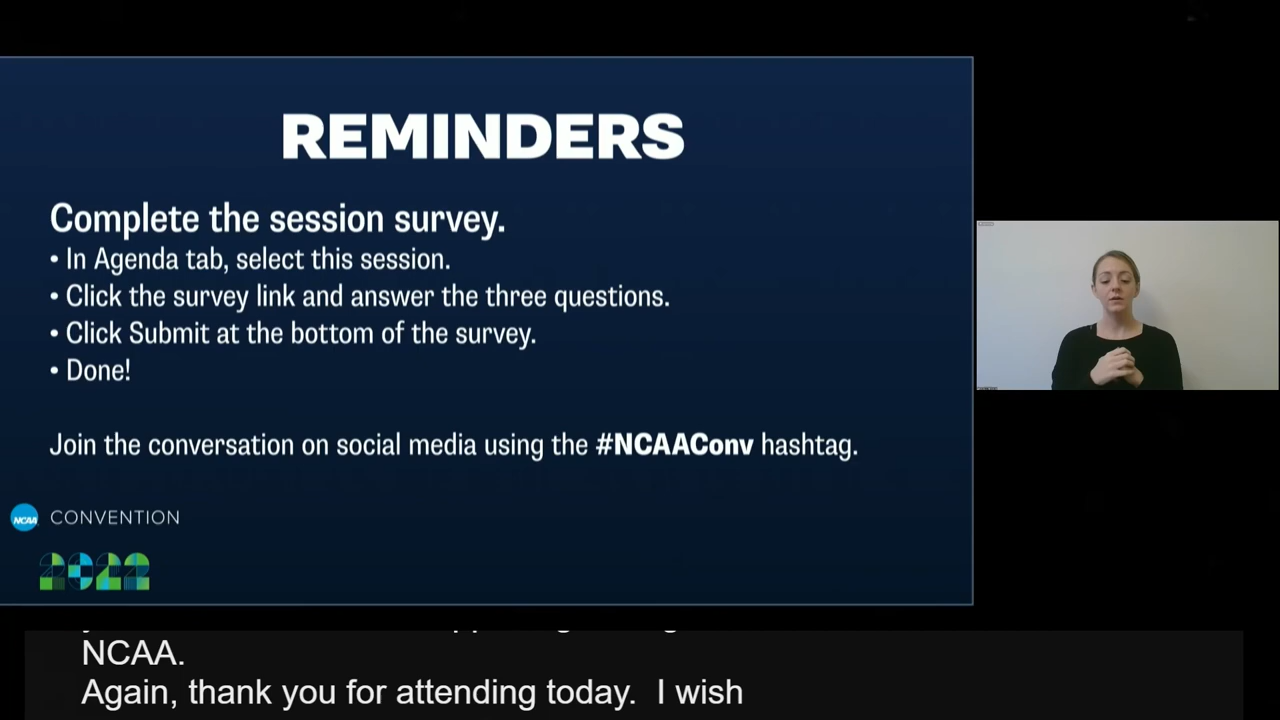 REMINDERS
Complete the session survey.
• In Agenda tab, select this session.
• Click the survey link and answer the three questions.
• Click Submit at the bottom of the survey.
• Done!
Join the conversation on social media using the #NCAAConv hashtag.
NCAA CONVENTION
2022
NCAA.
Again, thank you for attending today.  I wish